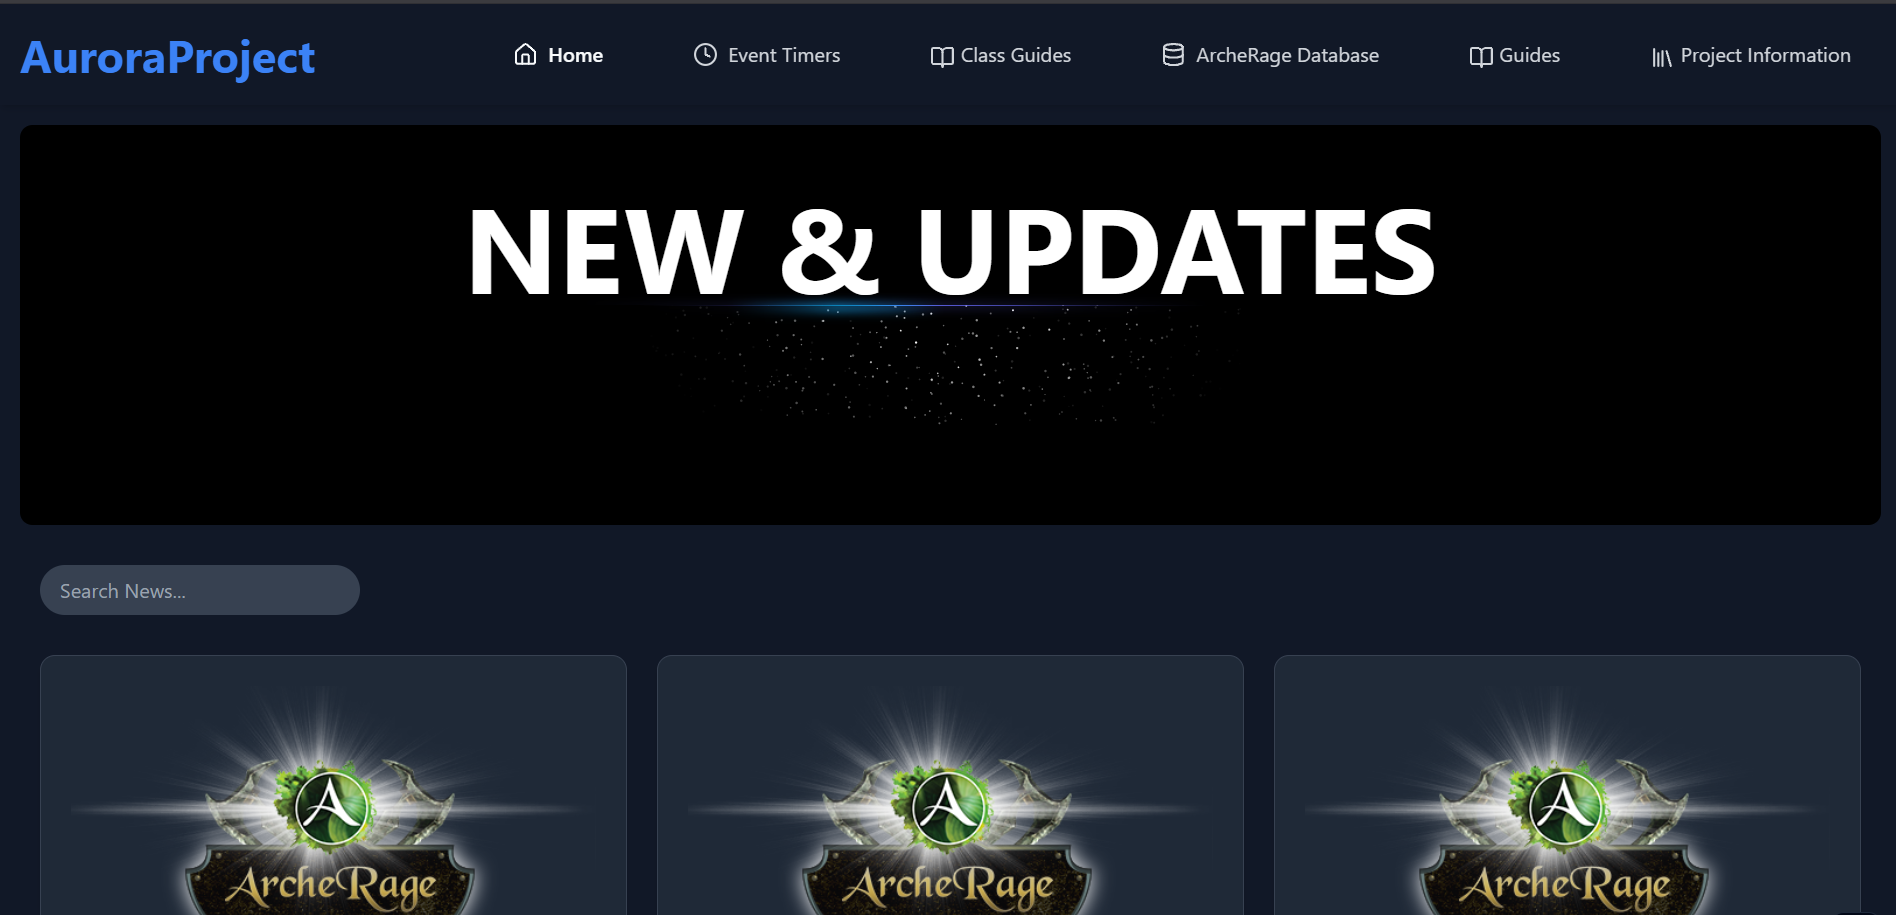 AuroraProject
Home
Event Timers
Class Guides
ArcheRage Database
Guides
Project Information
NEW & UPDATES
Search News...
A
ArcheRage
A
ArcheRage
A
ArcheRage